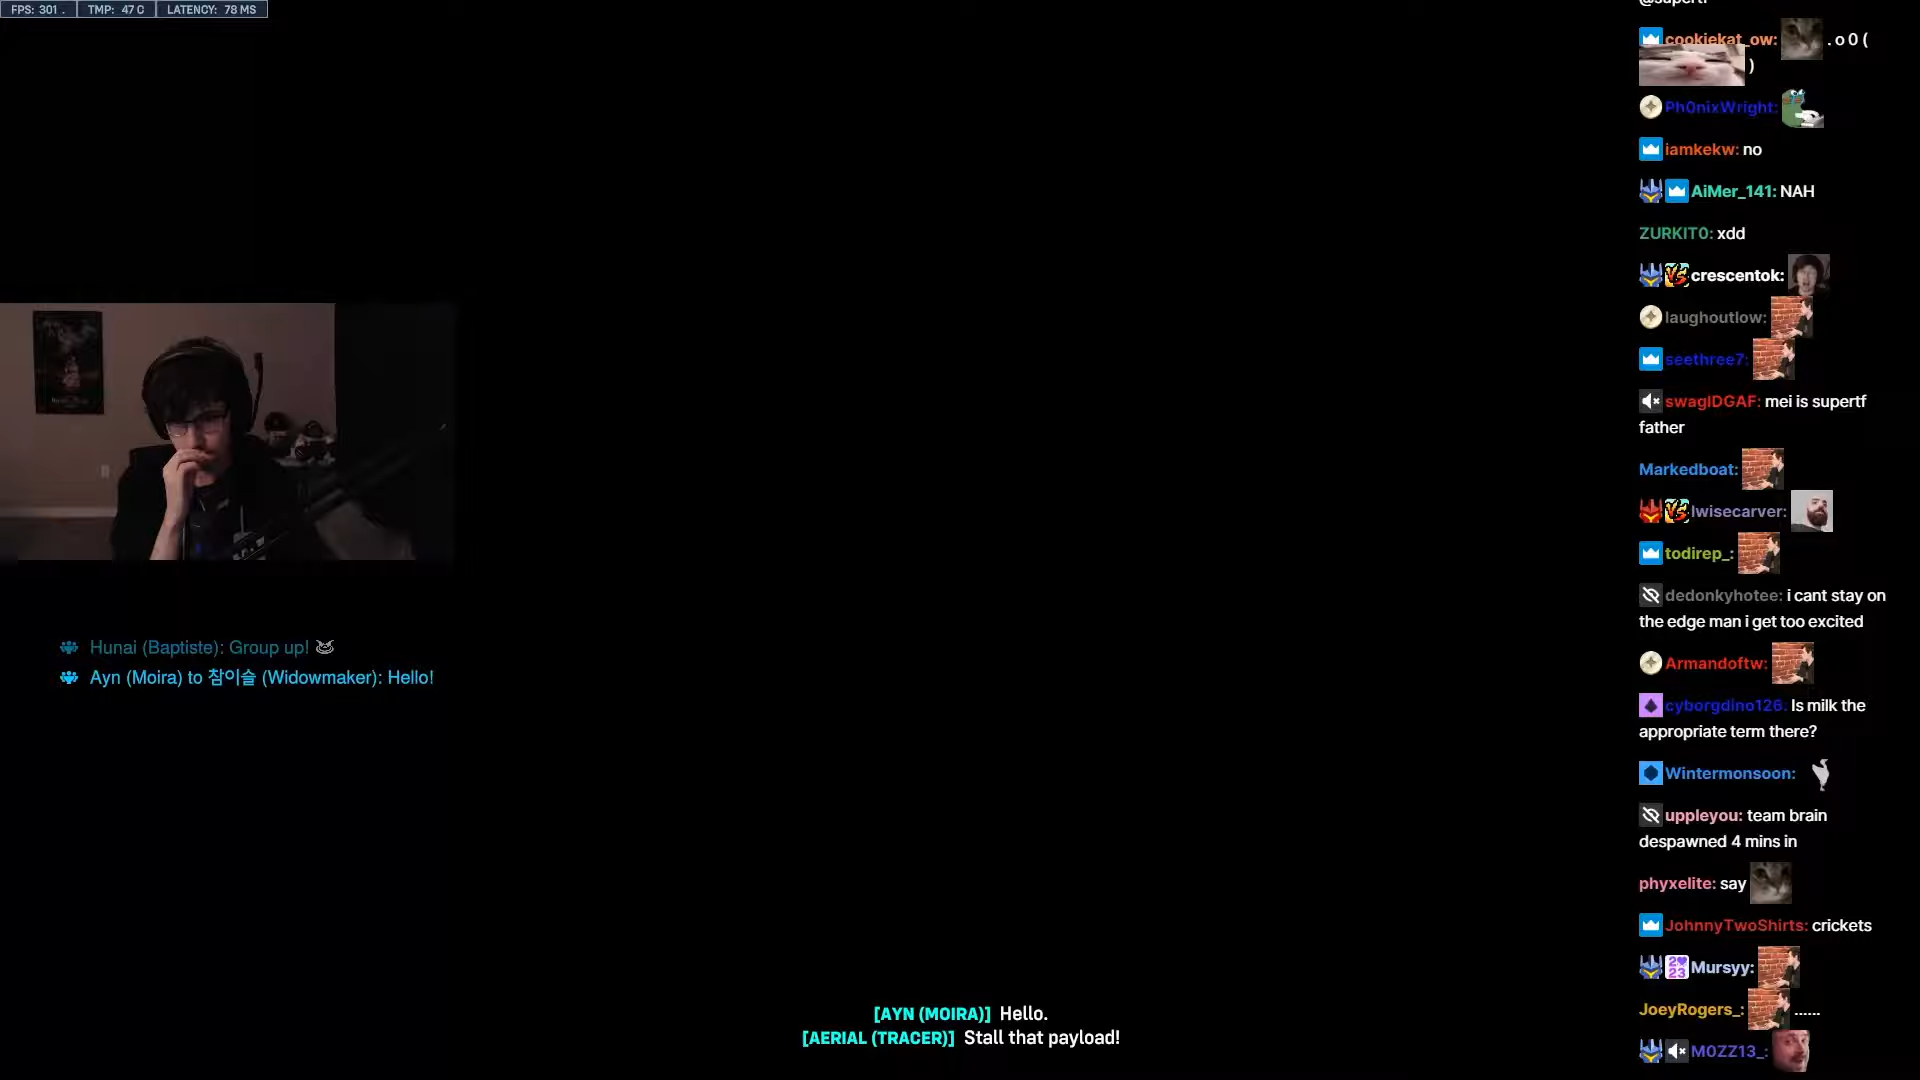 FPS: 301 .
TMP: 47 C
LATENCY: 78 MS
Hunai (Baptiste): Group up!
Ayn (Moira) to 참이슬 (Widowmaker): Hello!
[AYN (MOIRA)] Hello.
[AERIAL (TRACER)] Stall that payload!
cookiekat_ow: . o 0 (
)
Ph0nixWright:
iamkekw: no
AiMer_141: NAH
ZURKIT0: xdd
crescentok:
laughoutlow:
seethree7:
swagIDGAF: mei is supertf
father
Markedboat:
lwisecarver:
todirep_:
dedonkyhotee: i cant stay on
the edge man i get too excited
Armandoftw:
cyborgdino126: Is milk the
appropriate term there?
Wintermonsoon:
uppleyou: team brain
despawned 4 mins in
phyxelite: say
JohnnyTwoShirts: crickets
Mursyy:
JoeyRogers_: ......
M0ZZ13_: